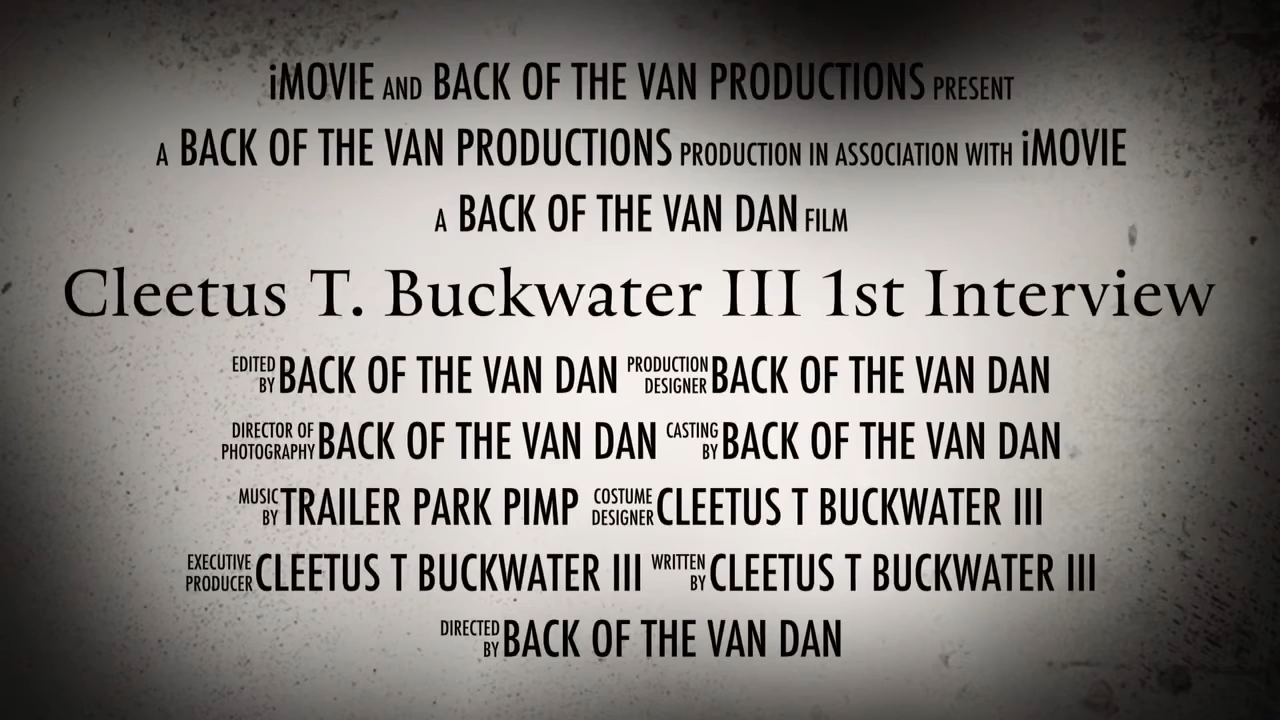 iMOVIE AND BACK OF THE VAN PRODUCTIONS PRESENT
A BACK OF THE VAN PRODUCTIONS PRODUCTION IN ASSOCIATION WITH iMOVIE
A BACK OF THE VAN DAN FILM
Cleetus T. Buckwater III 1st Interview
EDITED BY BACK OF THE VAN DAN PRODUCTION DESIGNER BACK OF THE VAN DAN
DIRECTOR OF PHOTOGRAPHY BACK OF THE VAN DAN CASTING BY BACK OF THE VAN DAN
MUSIC BY TRAILER PARK PIMP COSTUME DESIGNER CLEETUS T BUCKWATER III
EXECUTIVE PRODUCER CLEETUS T BUCKWATER III WRITTEN BY CLEETUS T BUCKWATER III
DIRECTED BY BACK OF THE VAN DAN